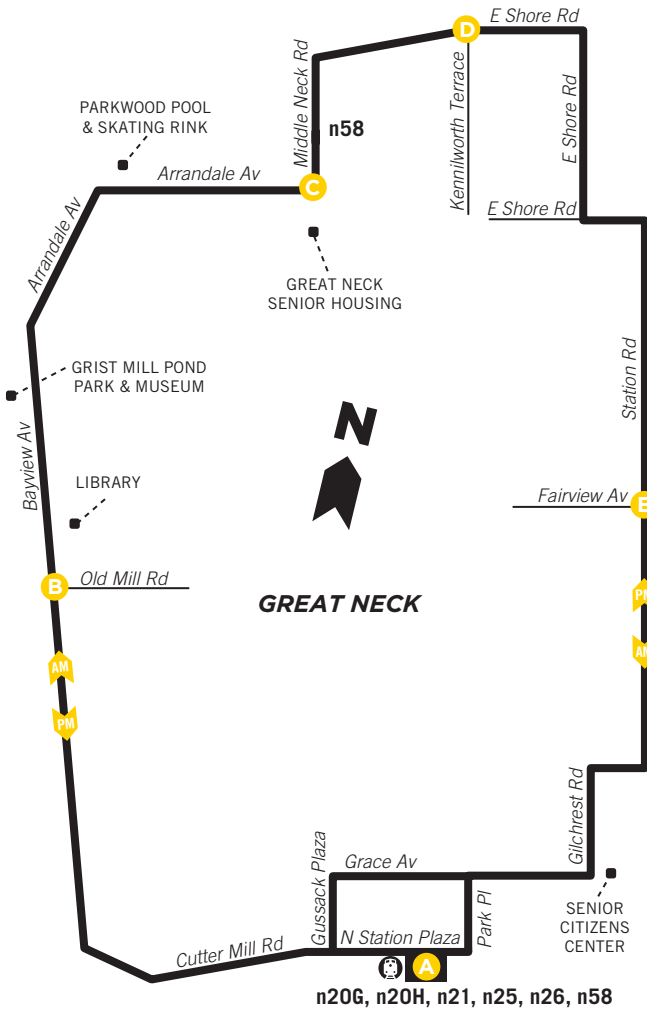 E Shore Rd
D
Middle Neck Rd
E Shore Rd
Kennilworth Terrace
PARKWOOD POOL
& SKATING RINK
n58
Arrandale Av
C
E Shore Rd
Arrandale Av
GREAT NECK
SENIOR HOUSING
GRIST MILL POND
PARK & MUSEUM
Station Rd
N
Bayview Av
LIBRARY
Fairview Av
E
B
Old Mill Rd
GREAT NECK
PM
AM
AM
PM
Gilchrest Rd
Gussack Plaza
Grace Av
Park Pl
SENIOR
CITIZENS
CENTER
N Station Plaza
Cutter Mill Rd
A
n20G, n20H, n21, n25, n26, n58